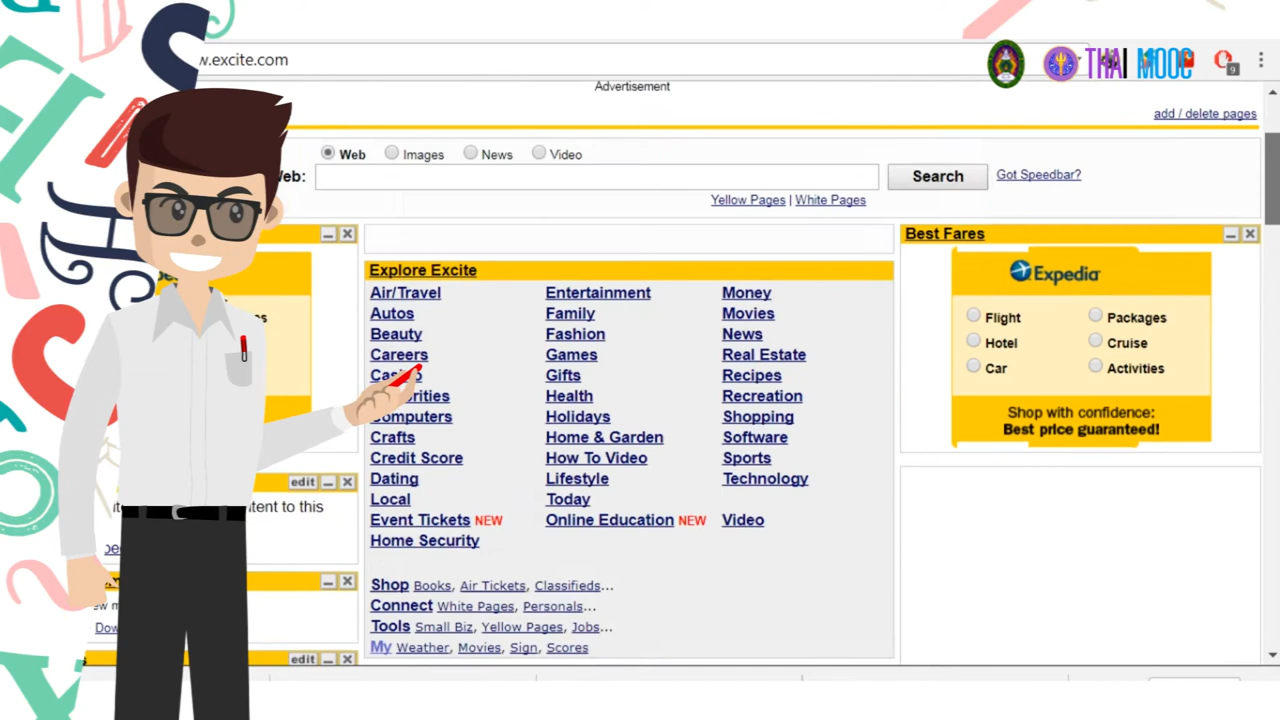 w.excite.com
THAI MOOC
9
Advertisement
add / delete pages
Web Images News Video
eb: Search Got Speedbar?
Yellow Pages | White Pages
Explore Excite
Air/Travel Entertainment Money
Autos Family Movies
Beauty Fashion News
Careers Games Real Estate
Gifts Recipes
Health Recreation
omputers Holidays Shopping
Crafts Home & Garden Software
Credit Score How To Video Sports
Dating Lifestyle Technology
Local Today
Event Tickets NEW Online Education NEW Video
Home Security
Shop Books, Air Tickets, Classifieds...
Connect White Pages, Personals...
Tools Small Biz, Yellow Pages, Jobs...
My Weather, Movies, Sign, Scores
Best Fares
Expedia
Flight Packages
Hotel Cruise
Car Activities
Shop with confidence:
Best price guaranteed!
edit
tent to this
edit